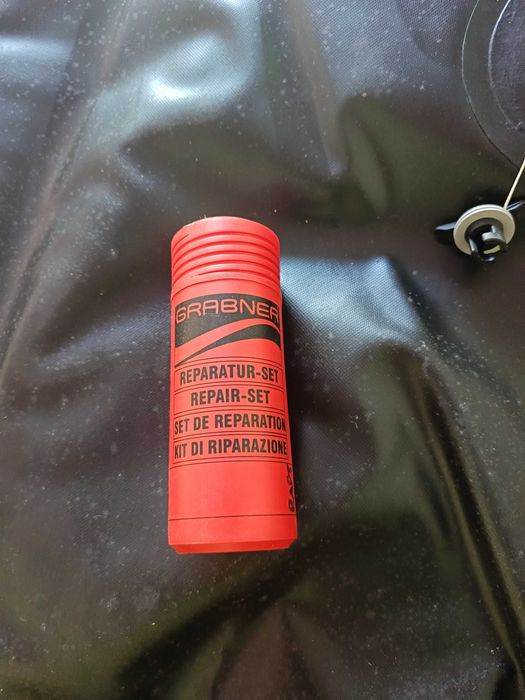 GRABNER
REPARATUR-SET
REPAIR-SET
SET DE REPARATION
KIT DI RIPARAZIONE